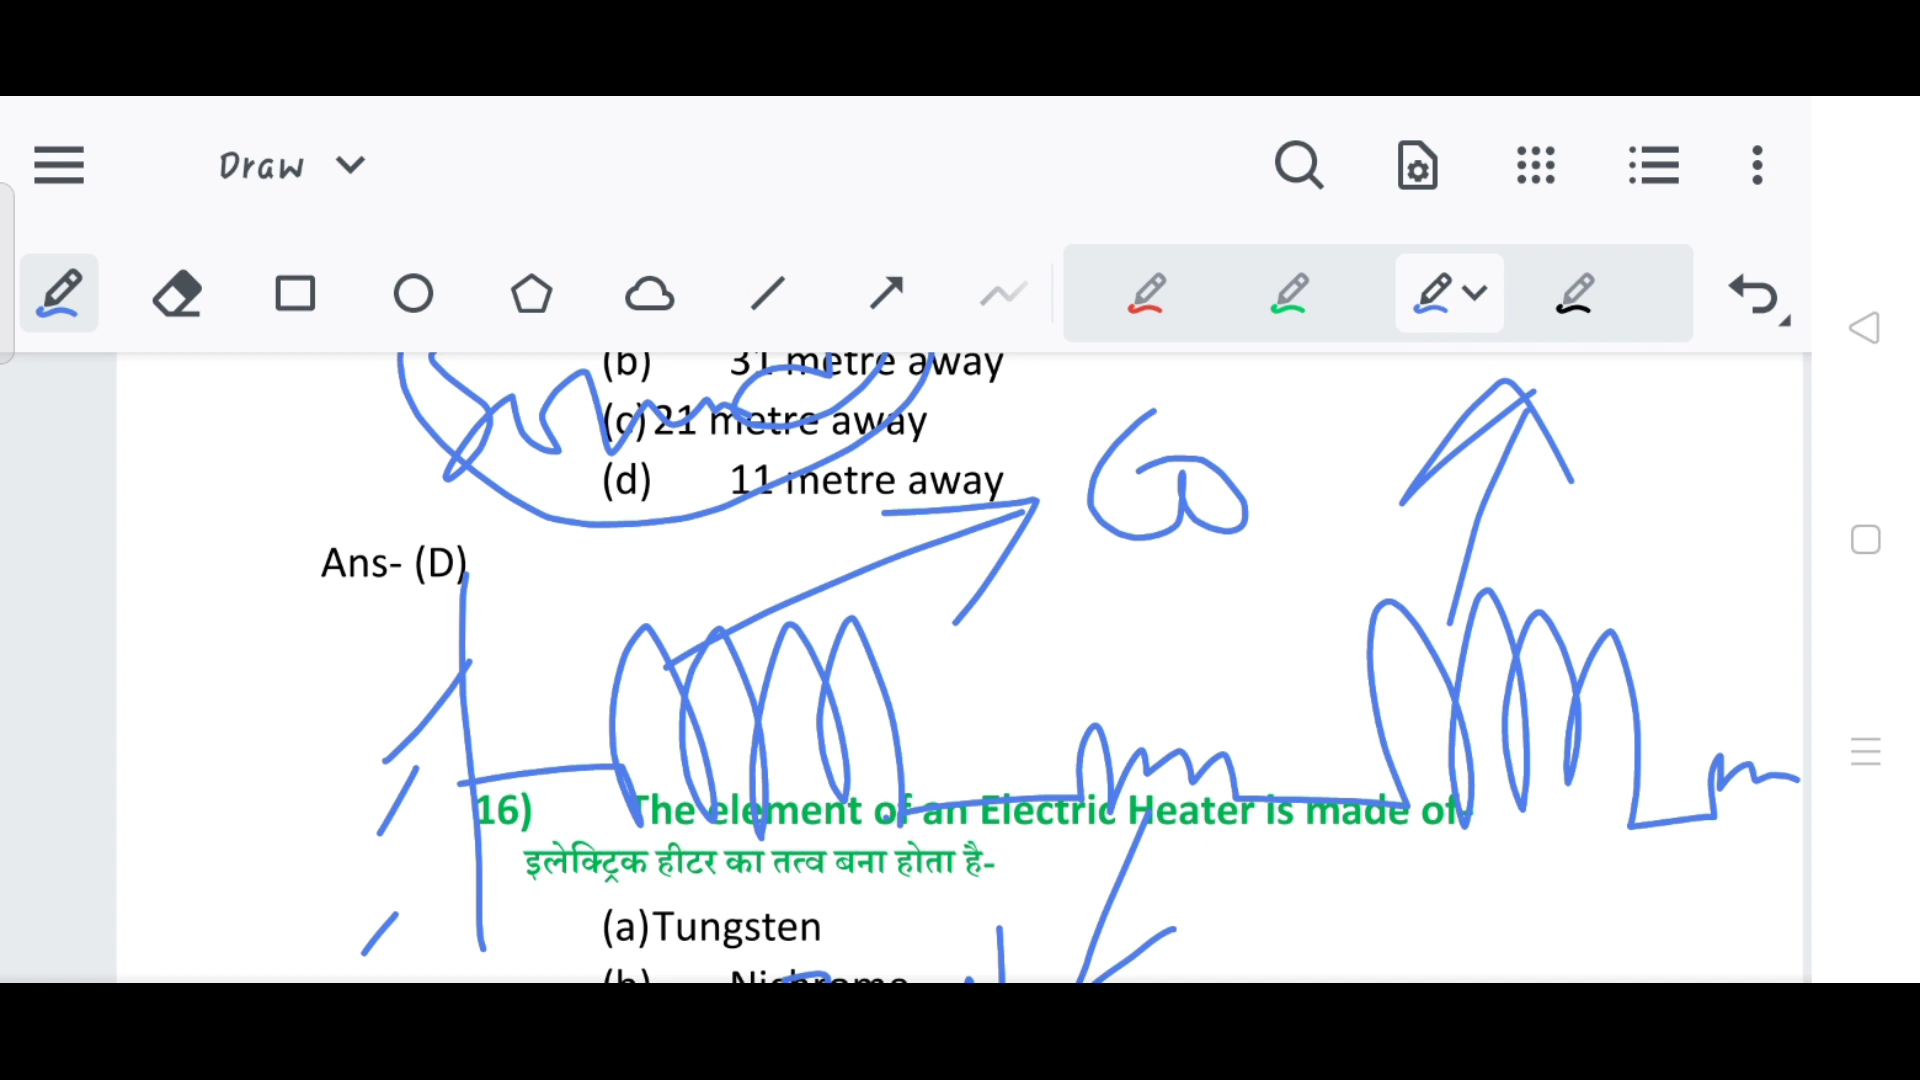 Draw
(b) 31 metre away
(c) 21 metre away
(d) 11 metre away
Ans- (D)
16) The element of an Electric Heater is made of-
इलेक्ट्रिक हीटर का तत्व बना होता है-
(a) Tungsten
(b) Nichrome